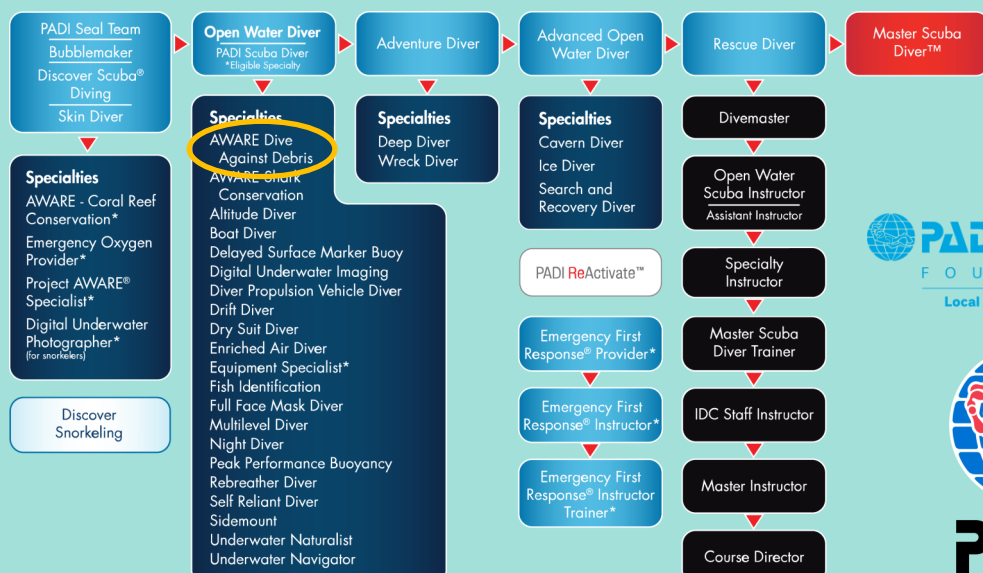 PADI Seal Team
Bubblemaker
Discover Scuba®
Diving
Skin Diver
Specialties
AWARE - Coral Reef
Conservation*
Emergency Oxygen
Provider*
Project AWARE®
Specialist*
Digital Underwater
Photographer*
(for snorkelers)
Discover
Snorkeling
Open Water Diver
PADI Scuba Diver
*Eligible Specialty
Specialties
AWARE Dive
Against Debris
AWARE Shark
Conservation
Altitude Diver
Boat Diver
Delayed Surface Marker Buoy
Digital Underwater Imaging
Diver Propulsion Vehicle Diver
Drift Diver
Dry Suit Diver
Enriched Air Diver
Equipment Specialist*
Fish Identification
Full Face Mask Diver
Multilevel Diver
Night Diver
Peak Performance Buoyancy
Rebreather Diver
Self Reliant Diver
Sidemount
Underwater Naturalist
Underwater Navigator
Adventure Diver
Specialties
Deep Diver
Wreck Diver
Advanced Open
Water Diver
Specialties
Cavern Diver
Ice Diver
Search and
Recovery Diver
PADI ReActivate™
Emergency First
Response® Provider*
Emergency First
Response® Instructor*
Emergency First
Response® Instructor
Trainer*
Rescue Diver
Divemaster
Open Water
Scuba Instructor
Assistant Instructor
Specialty
Instructor
Master Scuba
Diver Trainer
IDC Staff Instructor
Master Instructor
Course Director
Master Scuba
Diver™
PAD
F O U
Local
P